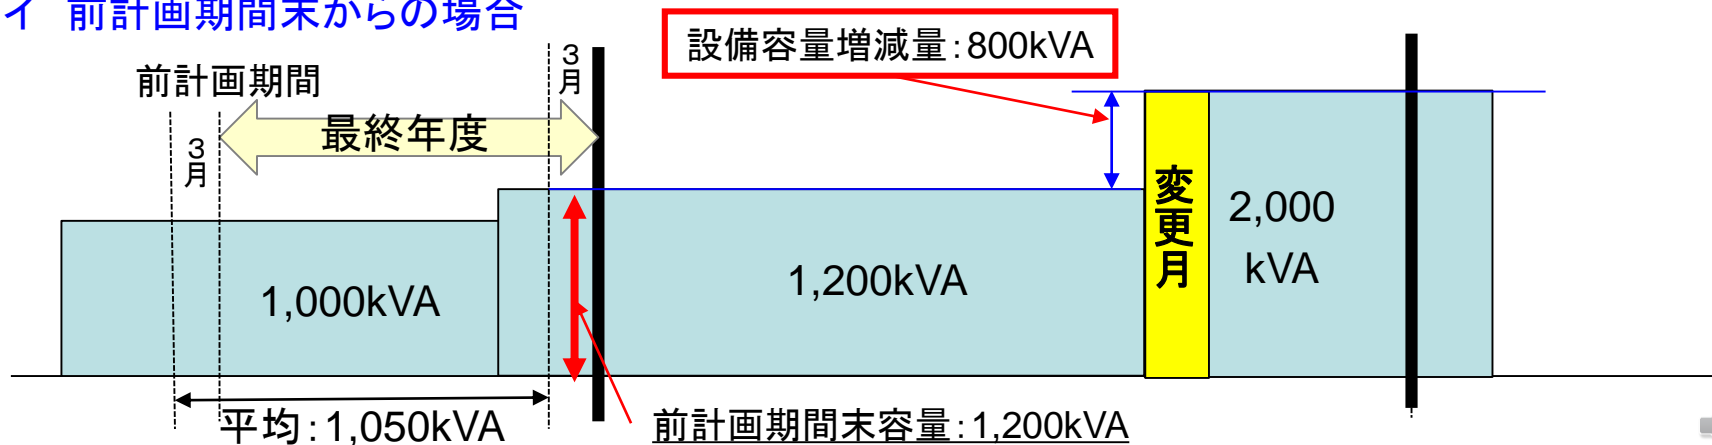 イ 前計画期間末からの場合
設備容量増減量：800kVA
3月
前計画期間
最終年度
3月
変更月
2,000
kVA
1,200kVA
1,000kVA
平均：1,050kVA
前計画期間末容量：1,200kVA